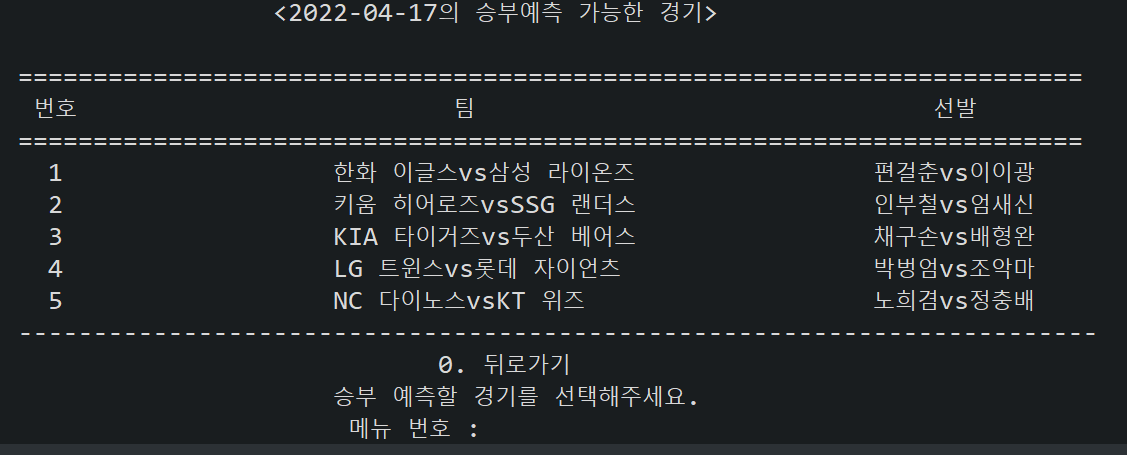 <2022-04-17의 승부예측 가능한 경기>
=======================================================================
번호 팀 선발
=======================================================================
1 한화 이글스vs삼성 라이온즈 편걸춘vs이이광
2 키움 히어로즈vsSSG 랜더스 인부철vs엄새신
3 KIA 타이거즈vs두산 베어스 채구손vs배형완
4 LG 트윈스vs롯데 자이언츠 박벙엄vs조악마
5 NC 다이노스vsKT 위즈 노희겸vs정충배
------------------------------------------------------------------------
0. 뒤로가기
승부 예측할 경기를 선택해주세요.
메뉴 번호 :